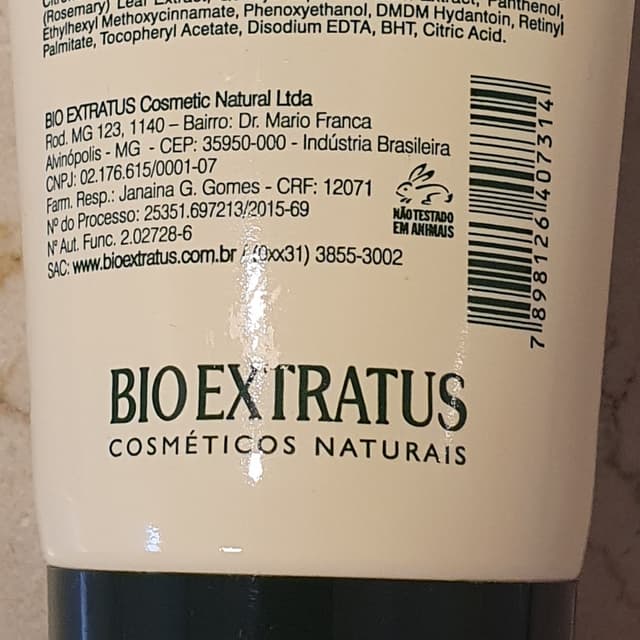 (Rosemary) Leaf Panthenol,
Ethylhexyl Methoxycinnamate, Phenoxyethanol, DMDM Hydantoin, Retinyl
Palmitate, Tocopheryl Acetate, Disodium EDTA, BHT, Citric Acid.
BIO EXTRATUS Cosmetic Natural Ltda
Rod. MG 123, 1140 – Bairro: Dr. Mario Franca
Alvinópolis - MG - CEP: 35950-000 - Indústria Brasileira
CNPJ: 02.176.615/0001-07
Farm. Resp.: Janaina G. Gomes - CRF: 12071
Nº do Processo: 25351.697213/2015-69
Nº Aut. Func. 2.02728-6
SAC: www.bioextratus.com.br / (0xx31) 3855-3002
NÃO TESTADO
EM ANIMAIS
7 898126 407314
BIO EXTRATUS
COSMÉTICOS NATURAIS